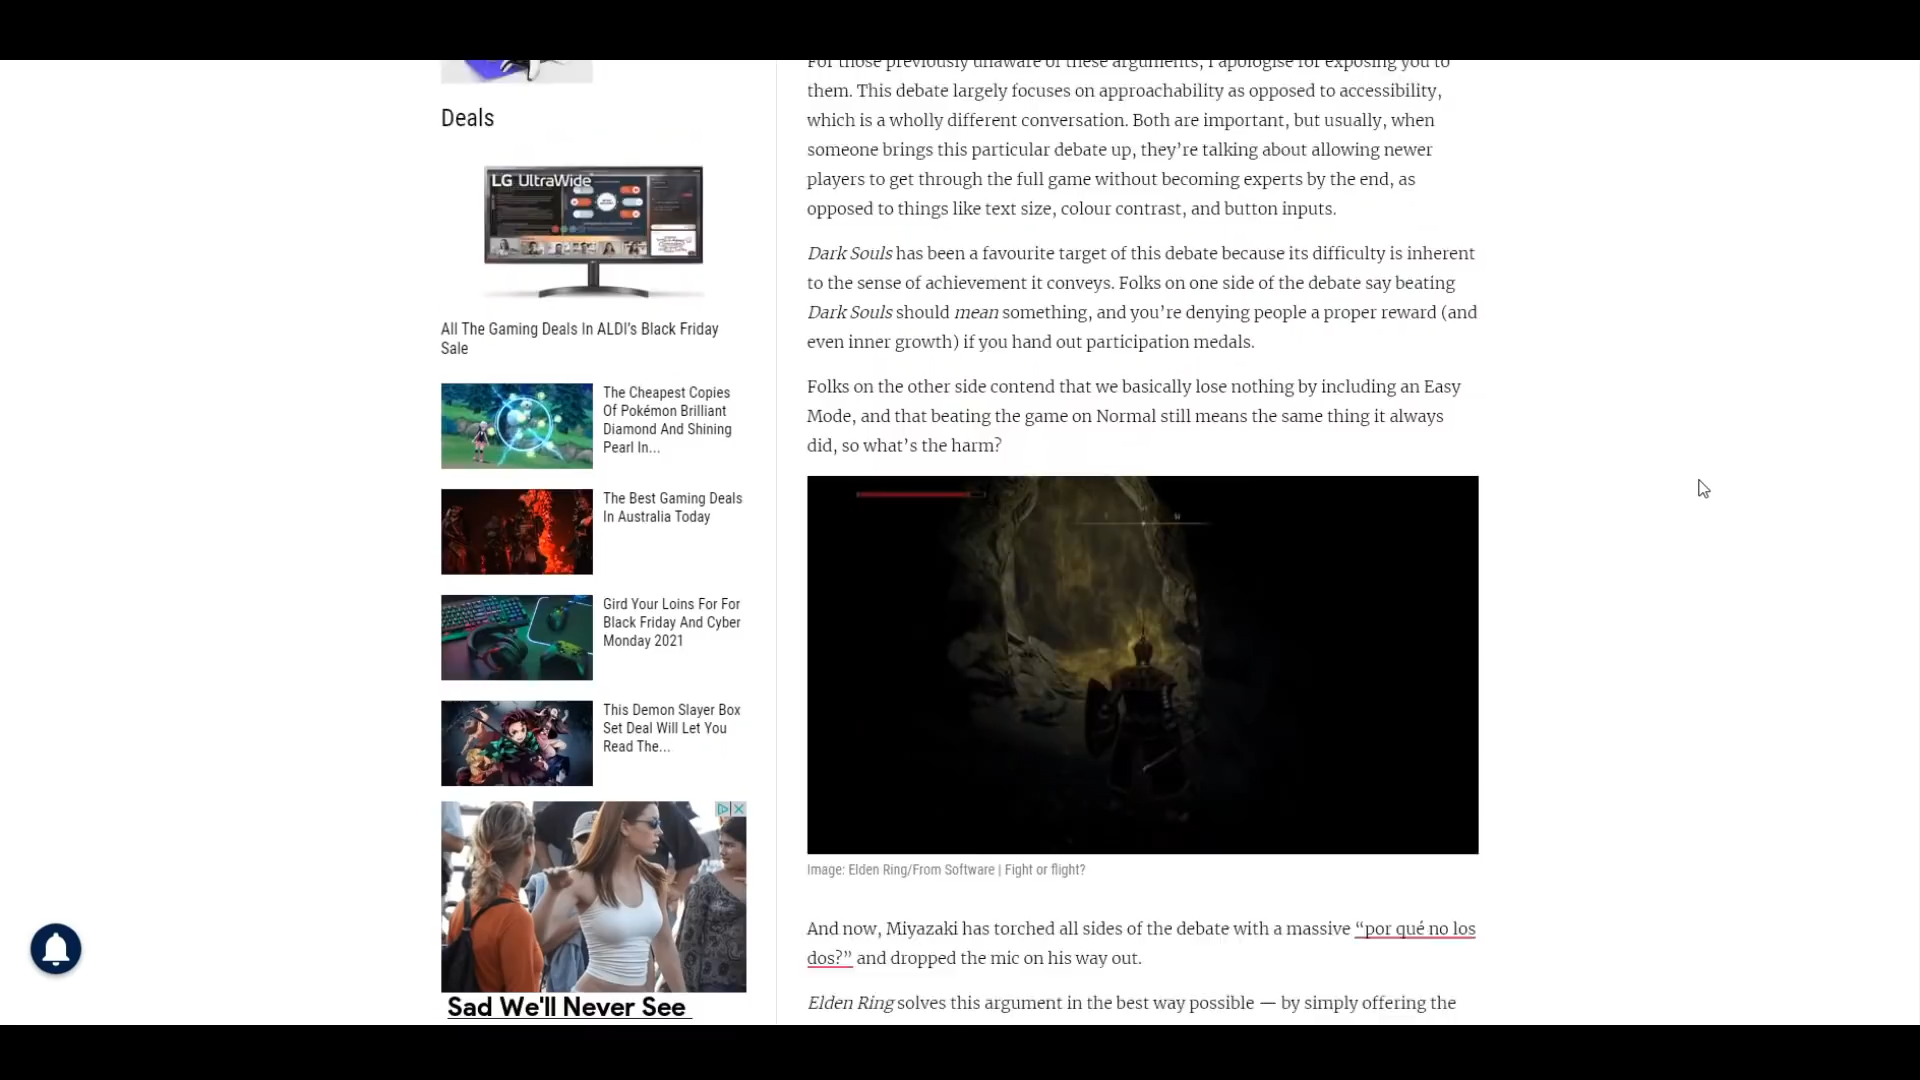 Deals
LG UltraWide
All The Gaming Deals In ALDI's Black Friday
Sale
The Cheapest Copies
Of Pokémon Brilliant
Diamond And Shining
Pearl In...
The Best Gaming Deals
In Australia Today
Gird Your Loins For For
Black Friday And Cyber
Monday 2021
This Demon Slayer Box
Set Deal Will Let You
Read The...
Sad We'll Never See
For those previously unaware of these arguments, I apologise for exposing you to
them. This debate largely focuses on approachability as opposed to accessibility,
which is a wholly different conversation. Both are important, but usually, when
someone brings this particular debate up, they’re talking about allowing newer
players to get through the full game without becoming experts by the end, as
opposed to things like text size, colour contrast, and button inputs.
Dark Souls has been a favourite target of this debate because its difficulty is inherent
to the sense of achievement it conveys. Folks on one side of the debate say beating
Dark Souls should mean something, and you’re denying people a proper reward (and
even inner growth) if you hand out participation medals.
Folks on the other side contend that we basically lose nothing by including an Easy
Mode, and that beating the game on Normal still means the same thing it always
did, so what’s the harm?
Image: Elden Ring/From Software | Fight or flight?
And now, Miyazaki has torched all sides of the debate with a massive “por qué no los
dos?” and dropped the mic on his way out.
Elden Ring solves this argument in the best way possible — by simply offering the